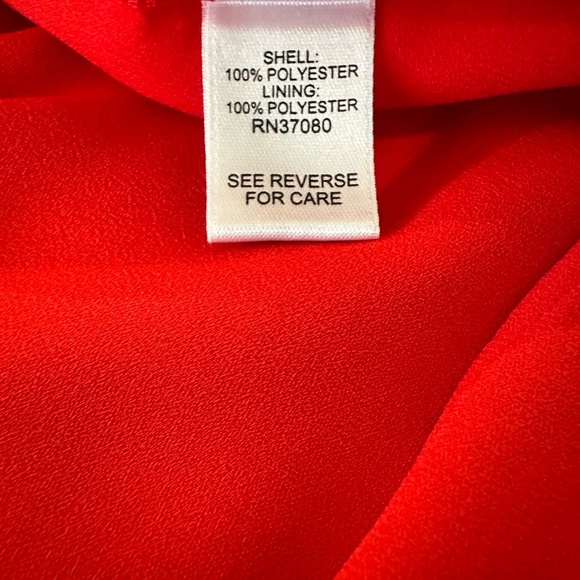 SHELL:
100% POLYESTER
LINING:
100% POLYESTER
RN37080
SEE REVERSE
FOR CARE